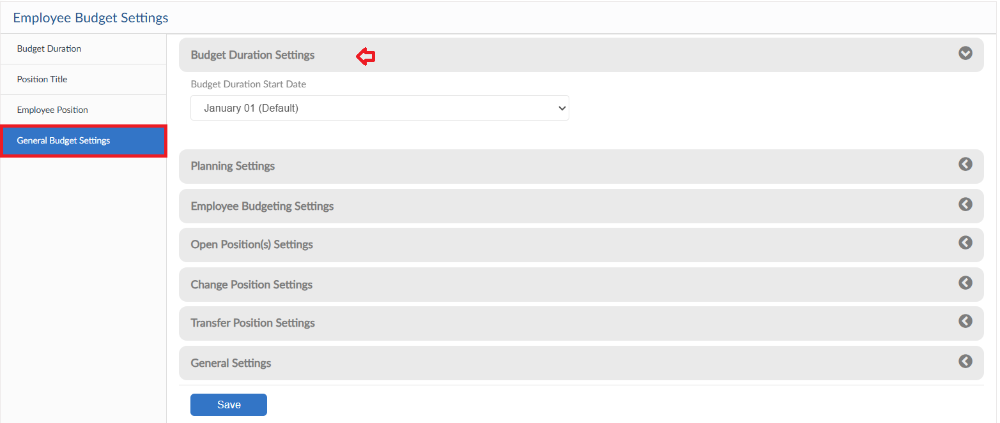 Employee Budget Settings
Budget Duration
Position Title
Employee Position
General Budget Settings
Budget Duration Settings
Budget Duration Start Date
January 01 (Default)
Planning Settings
Employee Budgeting Settings
Open Position(s) Settings
Change Position Settings
Transfer Position Settings
General Settings
Save